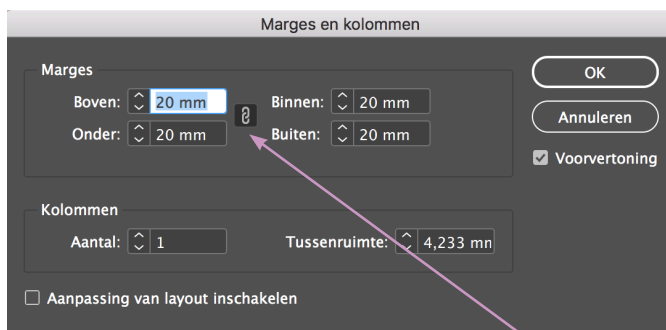 Marges en kolommen
Marges
Boven: 20 mm
Binnen: 20 mm
Onder: 20 mm
Buiten: 20 mm
OK
Annuleren
Voorvertoning
Kolommen
Aantal: 1
Tussenruimte: 4,233 mm
Aanpassing van layout inschakelen